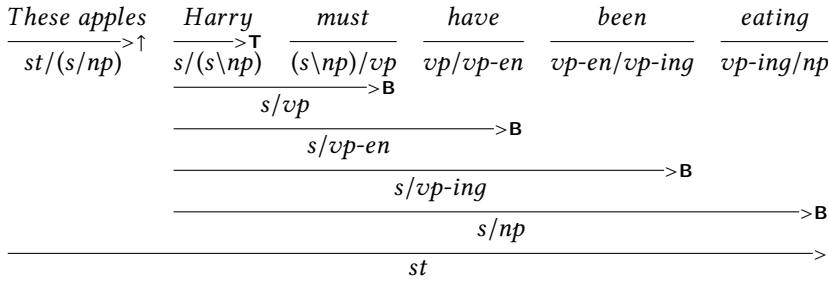 These apples Harry must have been eating
>↑ >T
st/(s/np) s/(s\np) (s\np)/vp vp/vp-en vp-en/vp-ing vp-ing/np
>B
s/vp
>B
s/vp-en
>B
s/vp-ing
>B
s/np
>
st